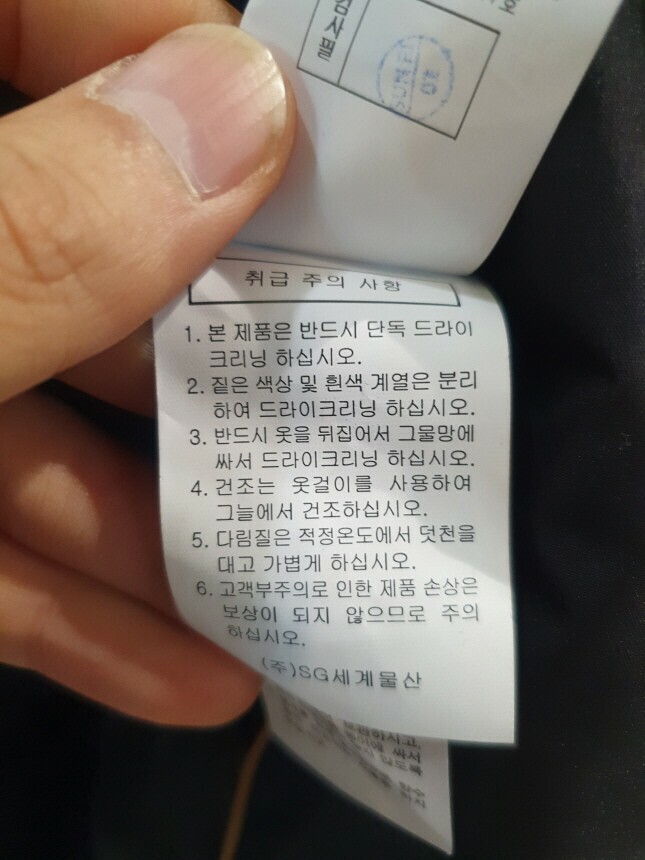 검사필
SUNFI
02
취급 주의 사항
1. 본 제품은 반드시 단독 드라이
크리닝 하십시오.
2. 짙은 색상 및 흰색 계열은 분리
하여 드라이크리닝 하십시오.
3. 반드시 옷을 뒤집어서 그물망에
싸서 드라이크리닝 하십시오.
4. 건조는 옷걸이를 사용하여
그늘에서 건조하십시오.
5. 다림질은 적정온도에서 덧천을
대고 가볍게 하십시오.
6. 고객부주의로 인한 제품 손상은
보상이 되지 않으므로 주의
하십시오.
(주)SG세계물산
싸서
않도록